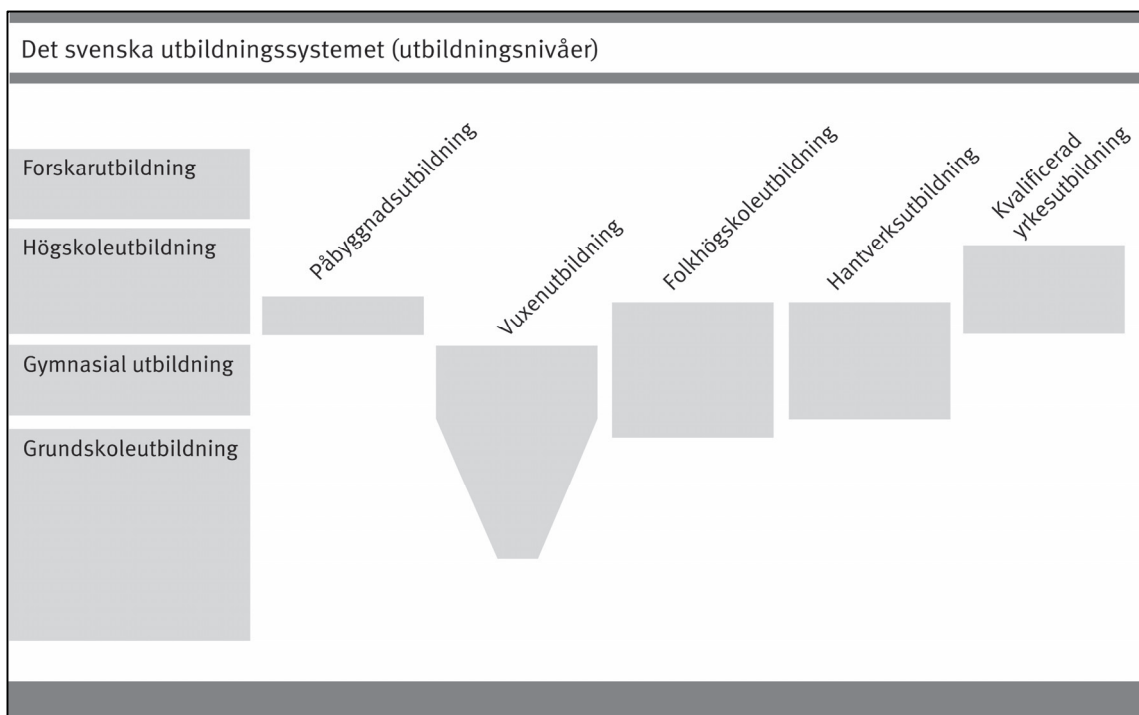 Det svenska utbildningssystemet (utbildningsnivåer)
Forskarutbildning
Högskoleutbildning
Gymnasial utbildning
Grundskoleutbildning
Påbyggnadsutbildning
Vuxenutbildning
Folkhögskoleutbildning
Hantverksutbildning
Kvalificerad
yrkesutbildning